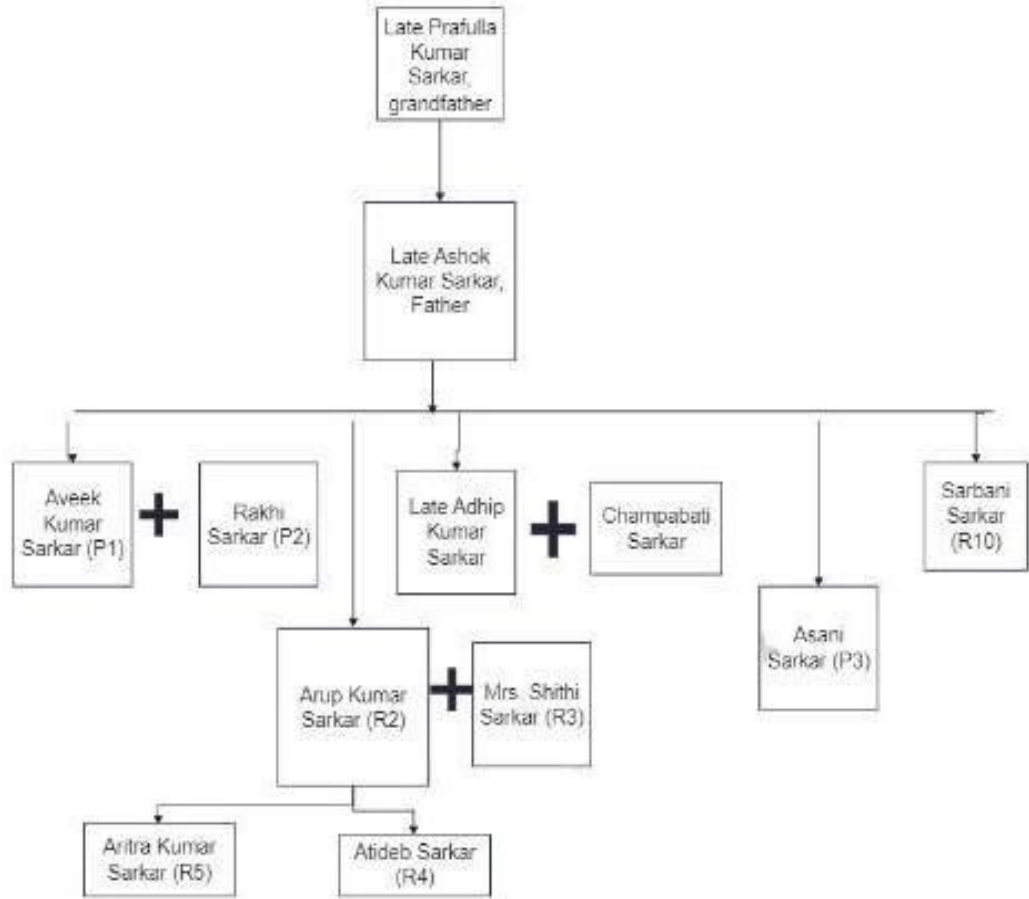 Late Prafulla
Kumar
Sarkar,
grandfather
Late Ashok
Kumar Sarkar,
Father
Aveek
Kumar
Sarkar (P1)
Rakhi
Sarkar (P2)
Late Adhip
Kumar
Sarkar
Champabati
Sarkar
Sarbani
Sarkar
(R10)
Arup Kumar
Sarkar (R2)
Mrs. Shithi
Sarkar (R3)
Asani
Sarkar (P3)
Aritra Kumar
Sarkar (R5)
Atideb Sarkar
(R4)